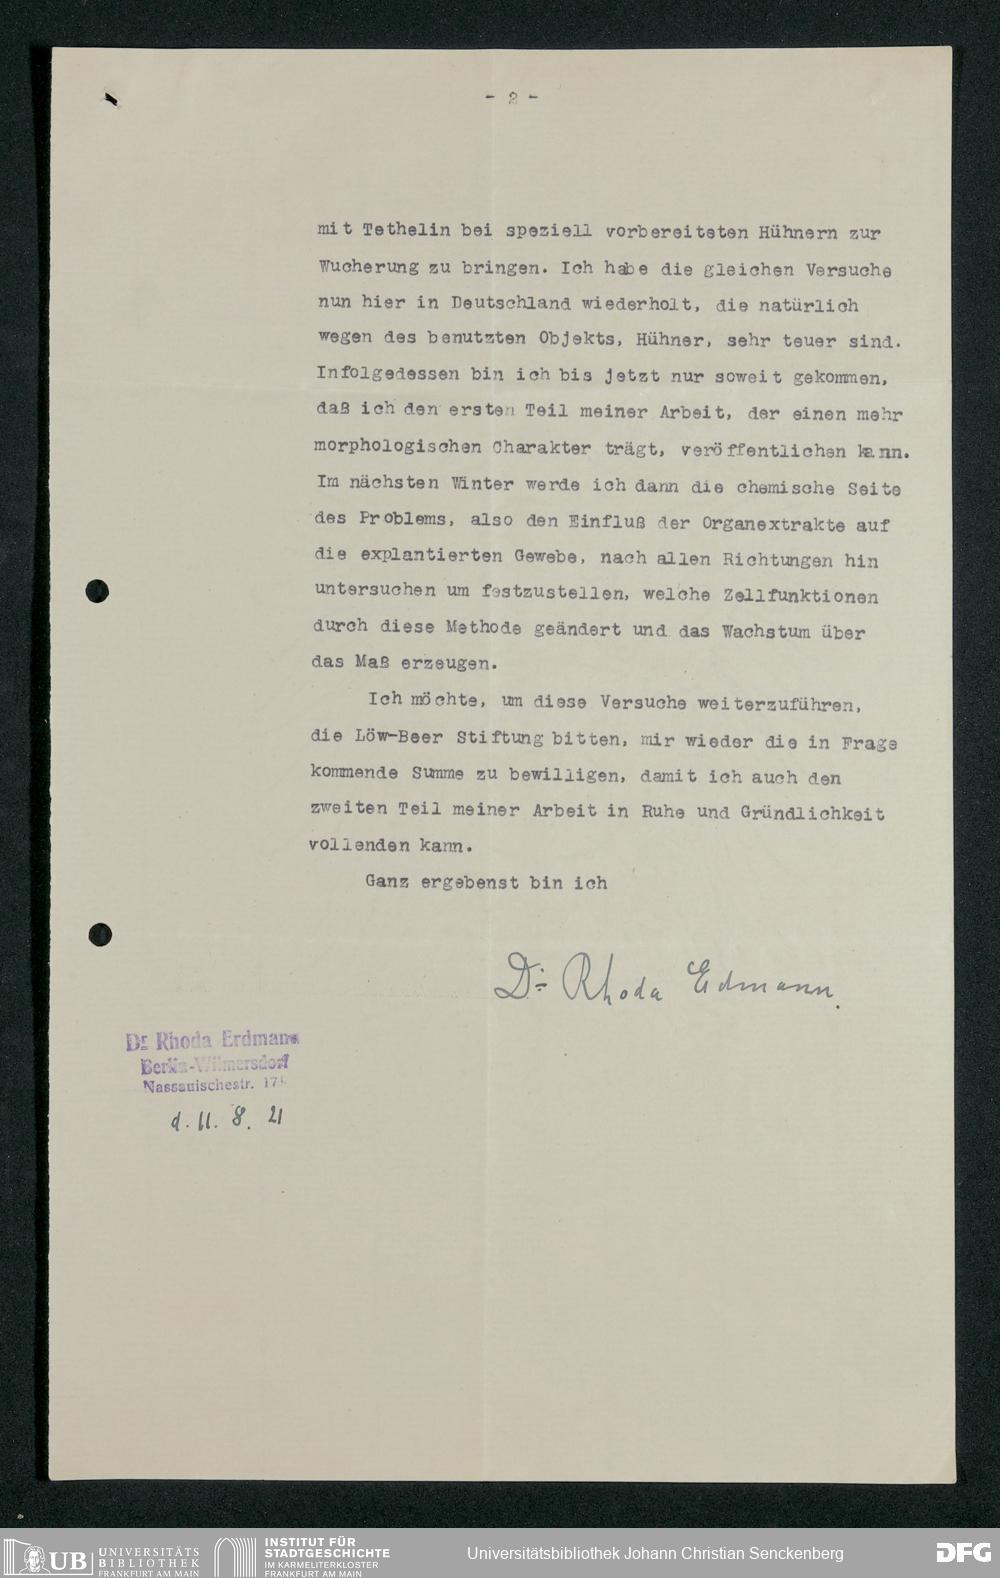 - 2 -
mit Tethelin bei speziell vorbereiteten Hühnern zur
Wucherung zu bringen. Ich habe die gleichen Versuche
nun hier in Deutschland wiederholt, die natürlich
wegen des benutzten Objekts, Hühner, sehr teuer sind.
Infolgedessen bin ich bis jetzt nur soweit gekommen,
daß ich den ersten Teil meiner Arbeit, der einen mehr
morphologischen Charakter trägt, veröffentlichen kann.
Im nächsten Winter werde ich dann die chemische Seite
des Problems, also den Einfluß der Organextrakte auf
die explantierten Gewebe, nach allen Richtungen hin
untersuchen um festzustellen, welche Zellfunktionen
durch diese Methode geändert und das Wachstum über
das Maß erzeugen.
Ich möchte, um diese Versuche weiterzuführen,
die Löw-Beer Stiftung bitten, mir wieder die in Frage
kommende Summe zu bewilligen, damit ich auch den
zweiten Teil meiner Arbeit in Ruhe und Gründlichkeit
vollenden kann.
Ganz ergebenst bin ich
Dr Rhoda Erdmann.
Dr Rhoda Erdmann
Berlin-Wilmersdorf
Nassauischestr. 17
d. 11. 8. 21
UB UNIVERSITÄTS
BIBLIOTHEK
FRANKFURT AM MAIN
INSTITUT FÜR
STADTGESCHICHTE
IM KARMELITERKLOSTER
FRANKFURT AM MAIN
Universitätsbibliothek Johann Christian Senckenberg
DFG